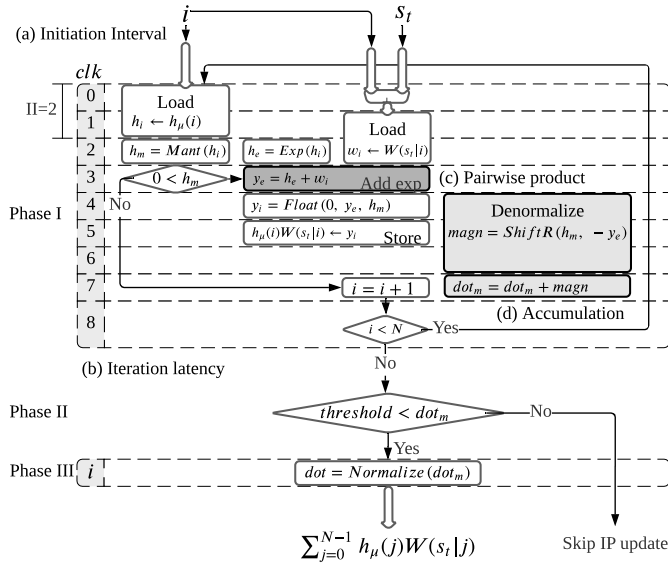 i
s_t
(a) Initiation Interval
clk
0
Load
h_i ← h_μ(i)
II=2
1
Load
w_i ← W(s_t|i)
2
h_m = Mant(h_i)
h_e = Exp(h_i)
3
0 < h_m
y_e = h_e + w_i
Add exp
(c) Pairwise product
No
4
y_i = Float(0, y_e, h_m)
Denormalize
magn = ShiftR(h_m, − y_e)
Phase I
5
h_μ(i)W(s_t|i) ← y_i
Store
6
7
i = i + 1
dot_m = dot_m + magn
(d) Accumulation
8
i < N
Yes
(b) Iteration latency
No
Phase II
threshold < dot_m
No
Yes
Phase III
i
dot = Normalize(dot_m)
∑_{j=0}^{N−1} h_μ(j)W(s_t|j)
Skip IP update